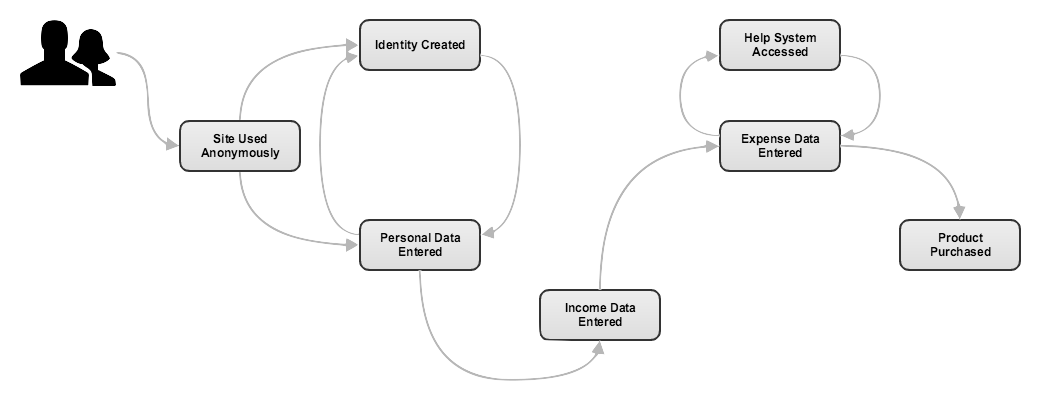 Identity Created
Help System
Accessed
Site Used
Anonymously
Expense Data
Entered
Personal Data
Entered
Product
Purchased
Income Data
Entered